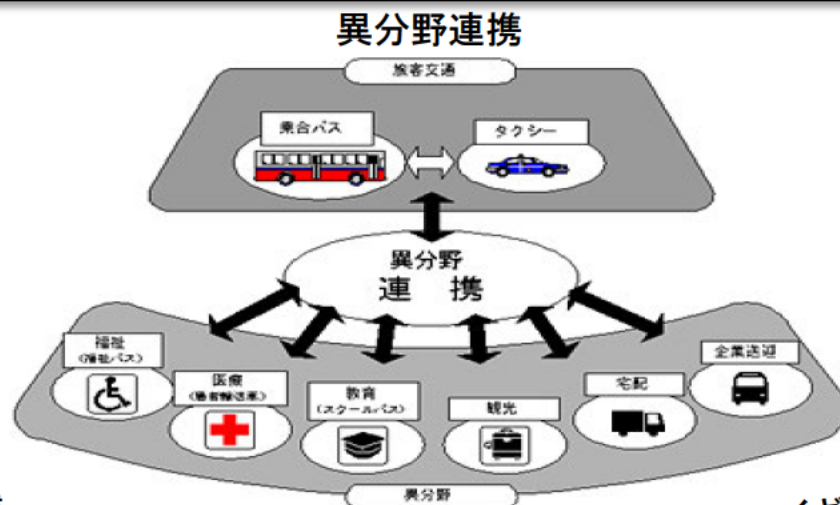 異分野連携
旅客交通
乗合バス
タクシー
異分野
連 携
福祉
(福祉バス)
医療
(患者輸送車)
教育
(スクールバス)
観光
宅配
企業送迎
異分野